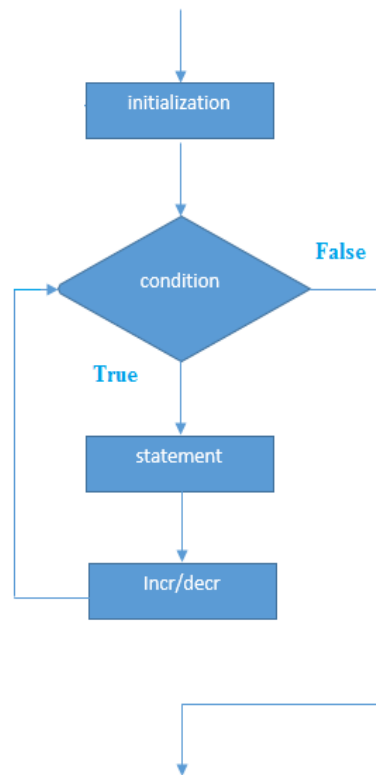 initialization
condition
False
True
statement
Incr/decr